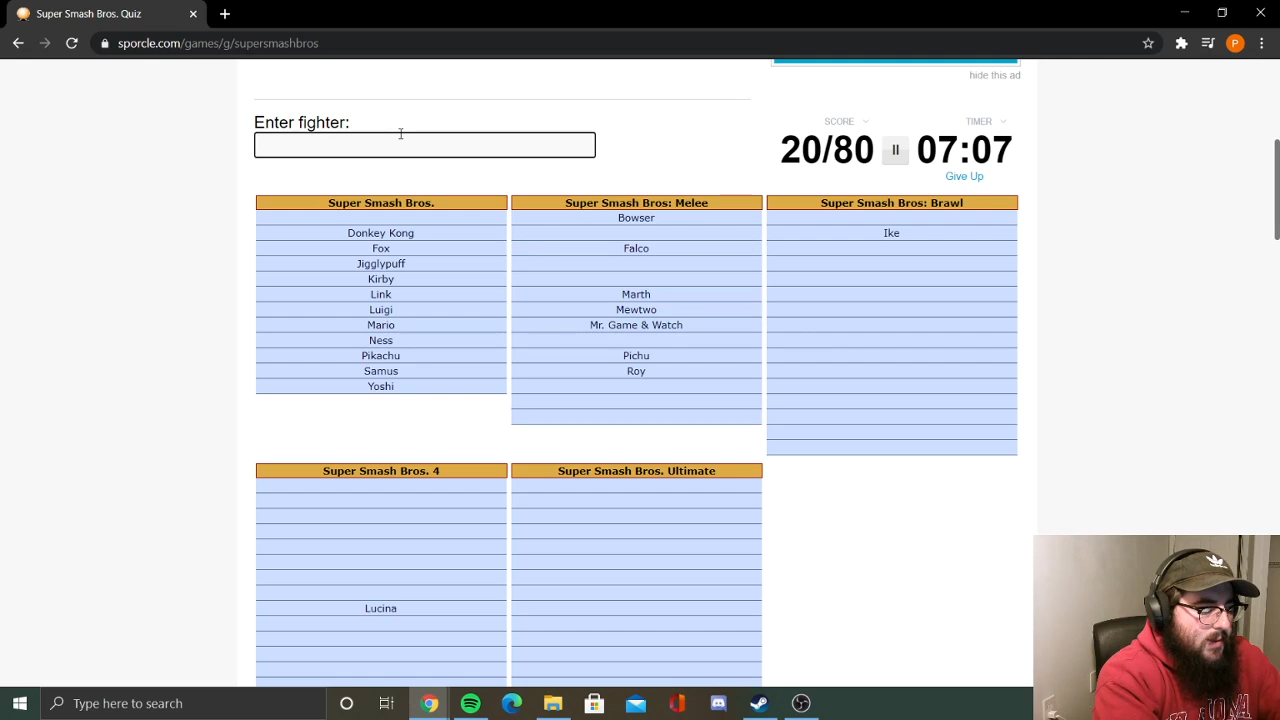 Super Smash Bros. Quiz
sporcle.com/games/g/supersmashbros
P
hide this ad
Enter fighter:
SCORE
TIMER
20/80
07:07
Give Up
Super Smash Bros.
Donkey Kong
Fox
Jigglypuff
Kirby
Link
Luigi
Mario
Ness
Pikachu
Samus
Yoshi
Super Smash Bros: Melee
Bowser
Falco
Marth
Mewtwo
Mr. Game & Watch
Pichu
Roy
Super Smash Bros: Brawl
Ike
Super Smash Bros. 4
Lucina
Super Smash Bros. Ultimate
Type here to search